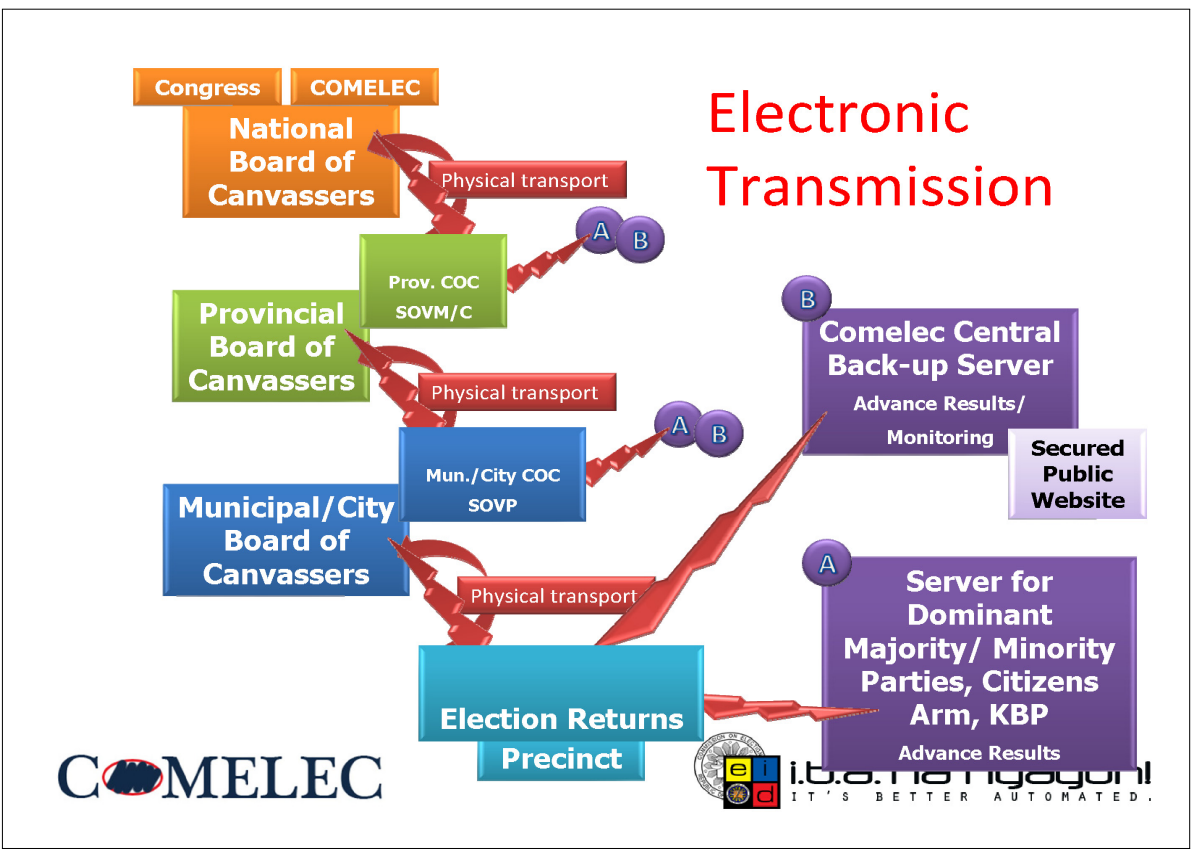 Electronic
Transmission
Congress
COMELEC
National
Board of
Canvassers
Physical transport
A
B
Prov. COC
SOVM/C
Provincial
Board of
Canvassers
Physical transport
A
B
Mun./City COC
SOVP
Municipal/City
Board of
Canvassers
Physical transport
Election Returns
Precinct
B
Comelec Central
Back-up Server
Advance Results/
Monitoring
Secured
Public
Website
A
Server for
Dominant
Majority/ Minority
Parties, Citizens
Arm, KBP
Advance Results
COMELEC
e i
d
IT'S BETTER AUTOMATED.